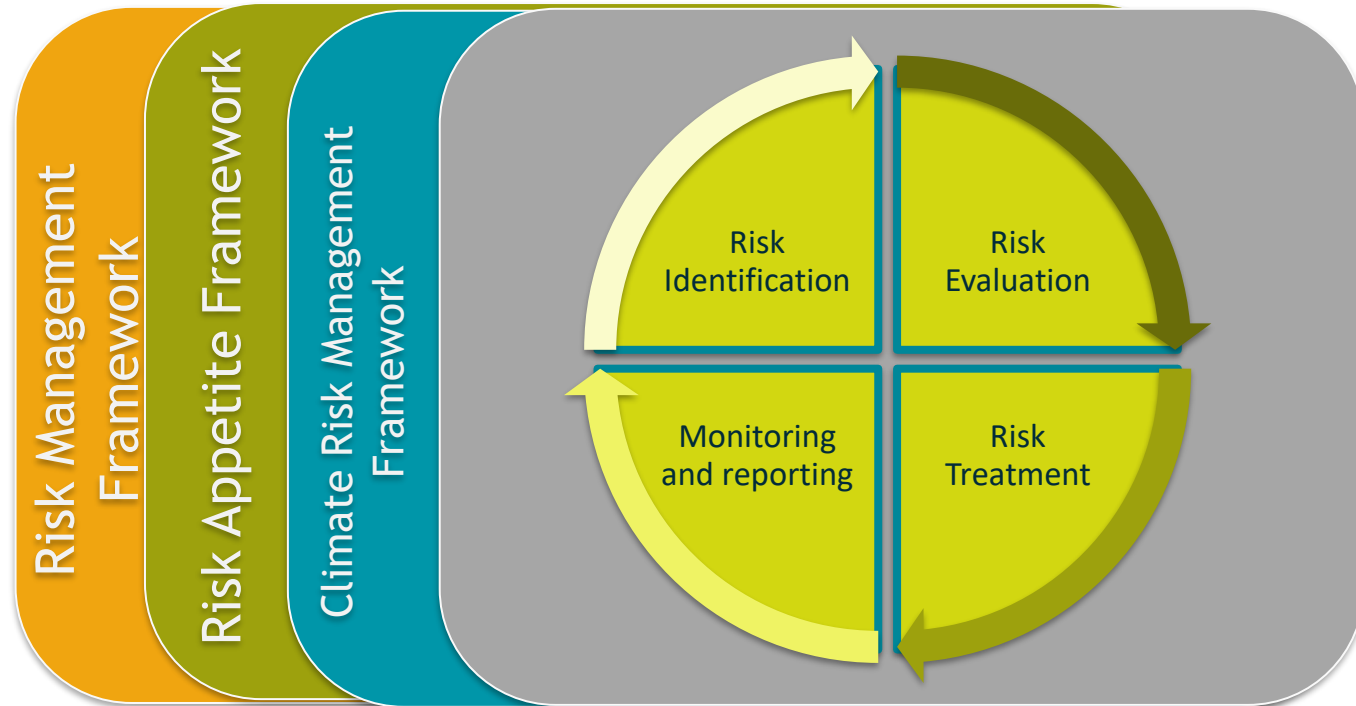 Risk Management
Framework
Risk Appetite Framework
Climate Risk Management
Framework
Risk
Identification
Risk
Evaluation
Monitoring
and reporting
Risk
Treatment